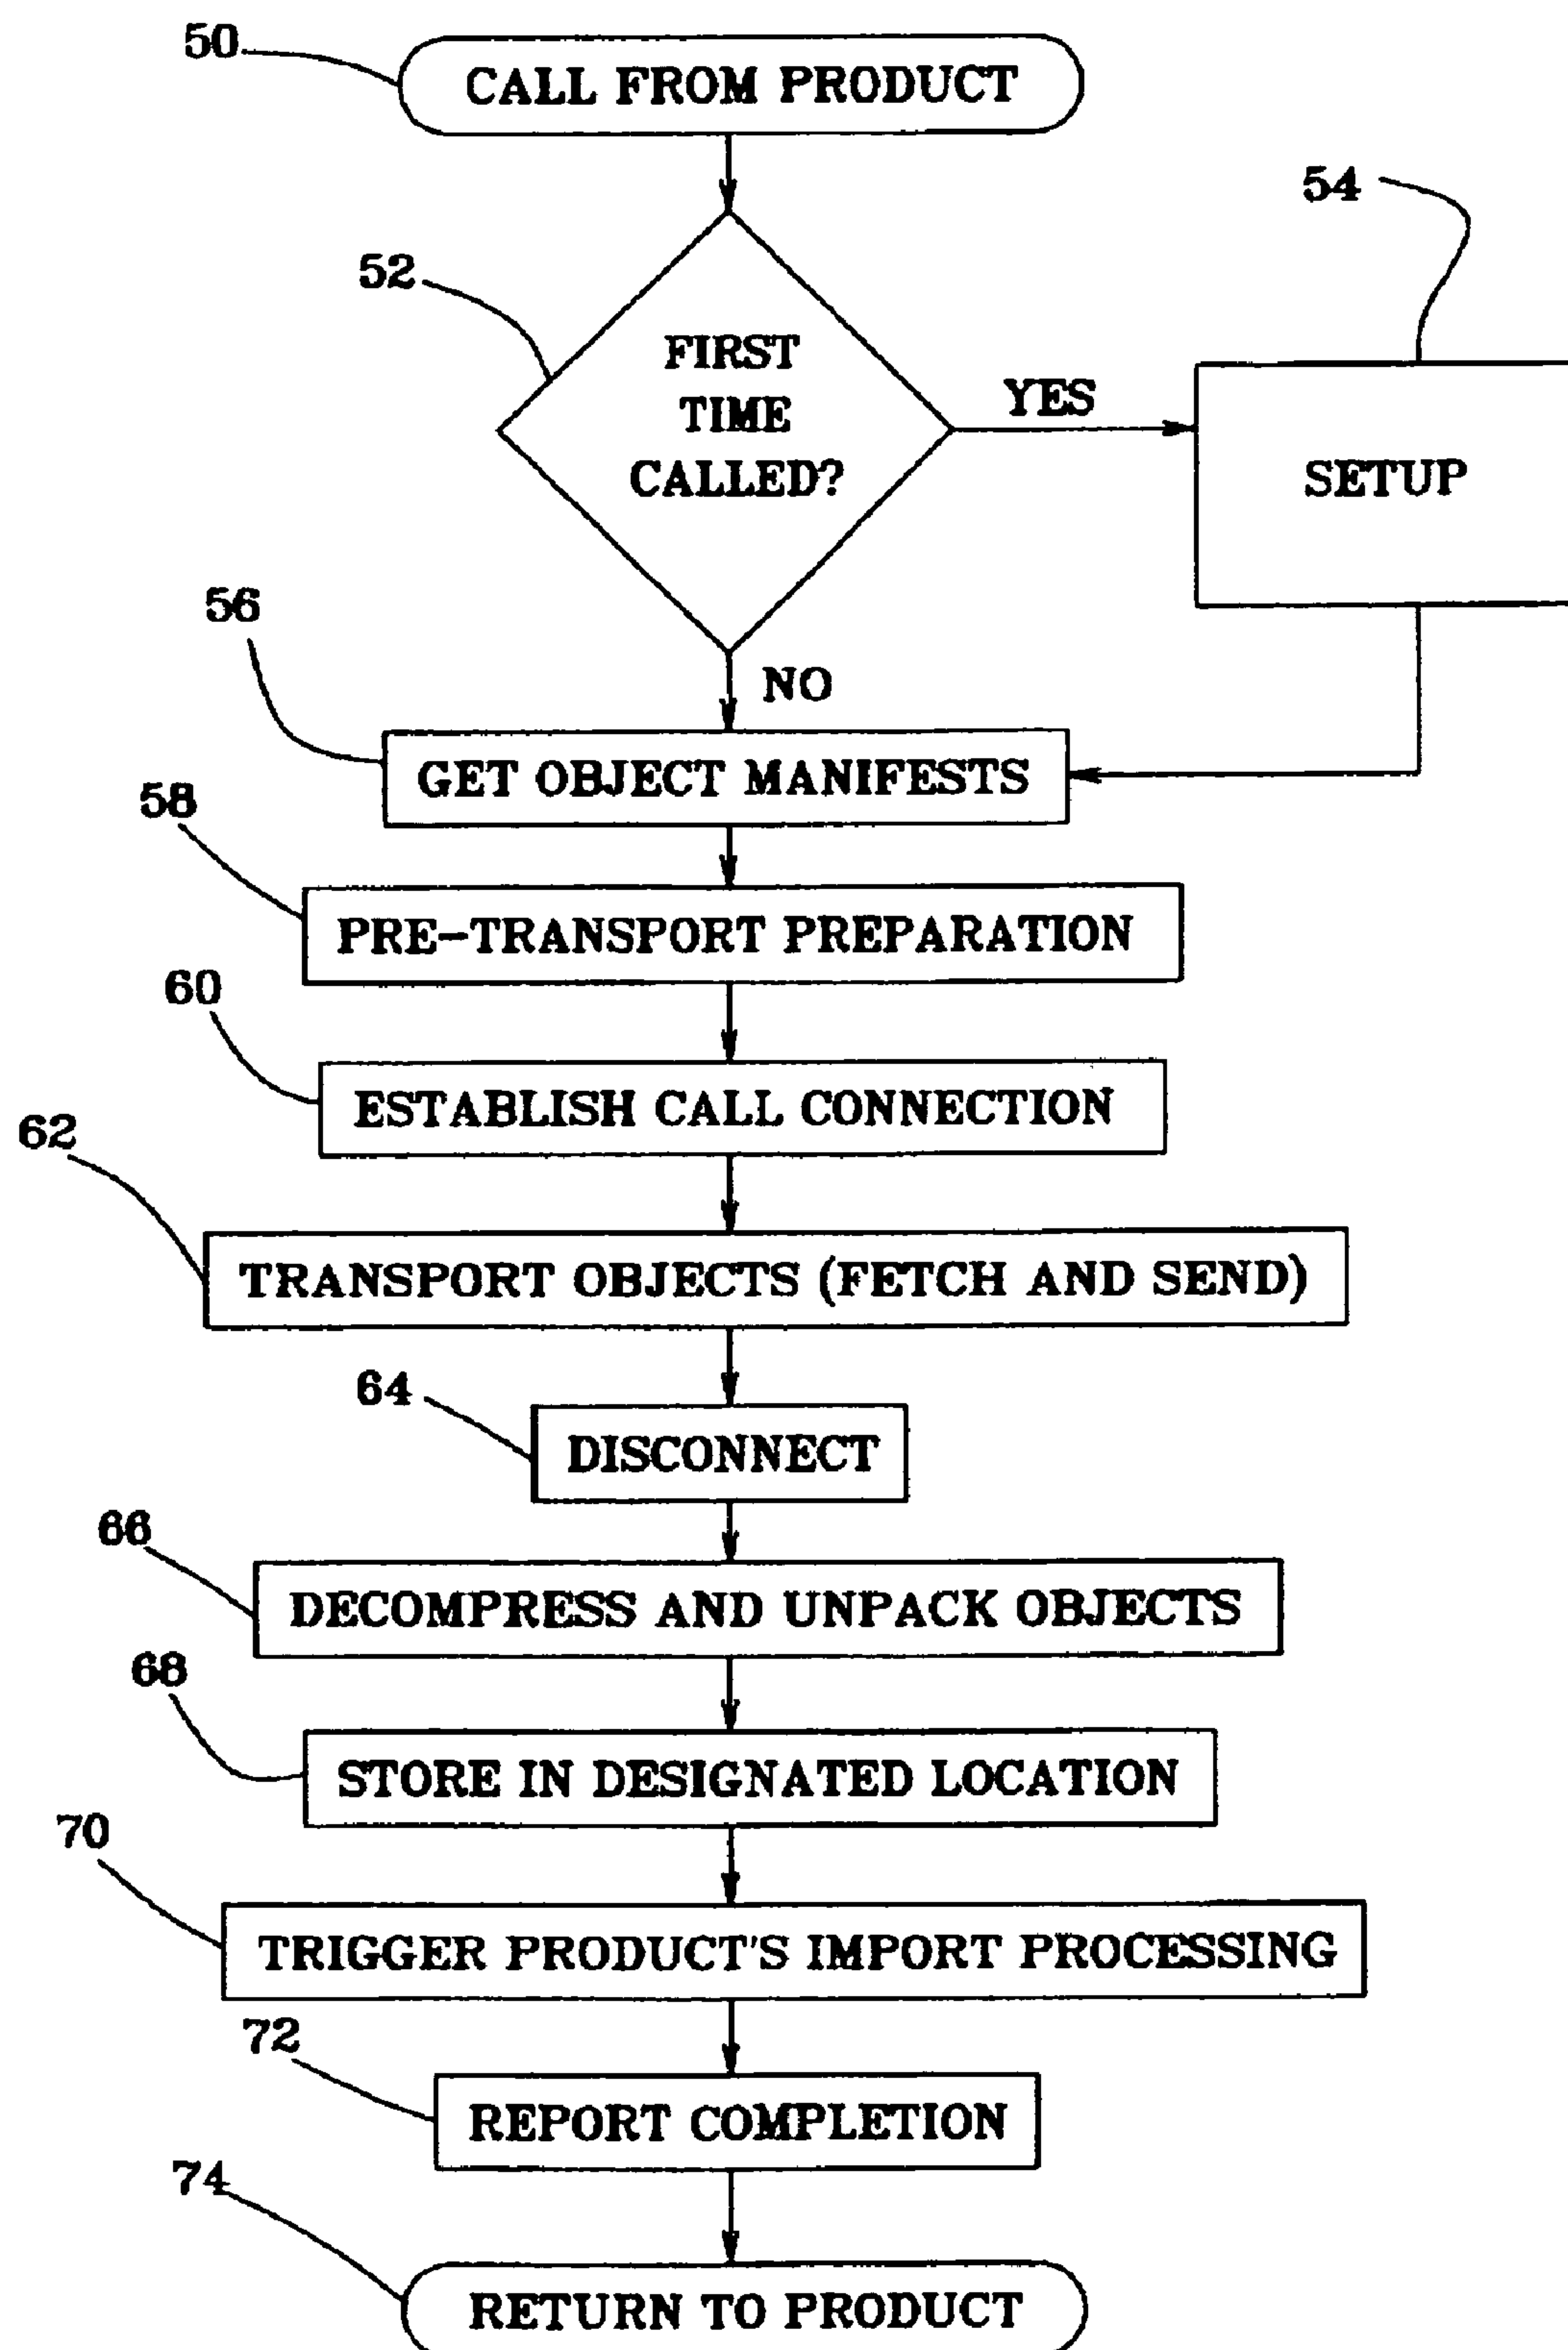 50
CALL FROM PRODUCT
54
52
FIRST
TIME
CALLED?
YES
SETUP
56
NO
GET OBJECT MANIFESTS
58
PRE-TRANSPORT PREPARATION
60
ESTABLISH CALL CONNECTION
62
TRANSPORT OBJECTS (FETCH AND SEND)
64
DISCONNECT
66
DECOMPRESS AND UNPACK OBJECTS
68
STORE IN DESIGNATED LOCATION
70
TRIGGER PRODUCT'S IMPORT PROCESSING
72
REPORT COMPLETION
74
RETURN TO PRODUCT